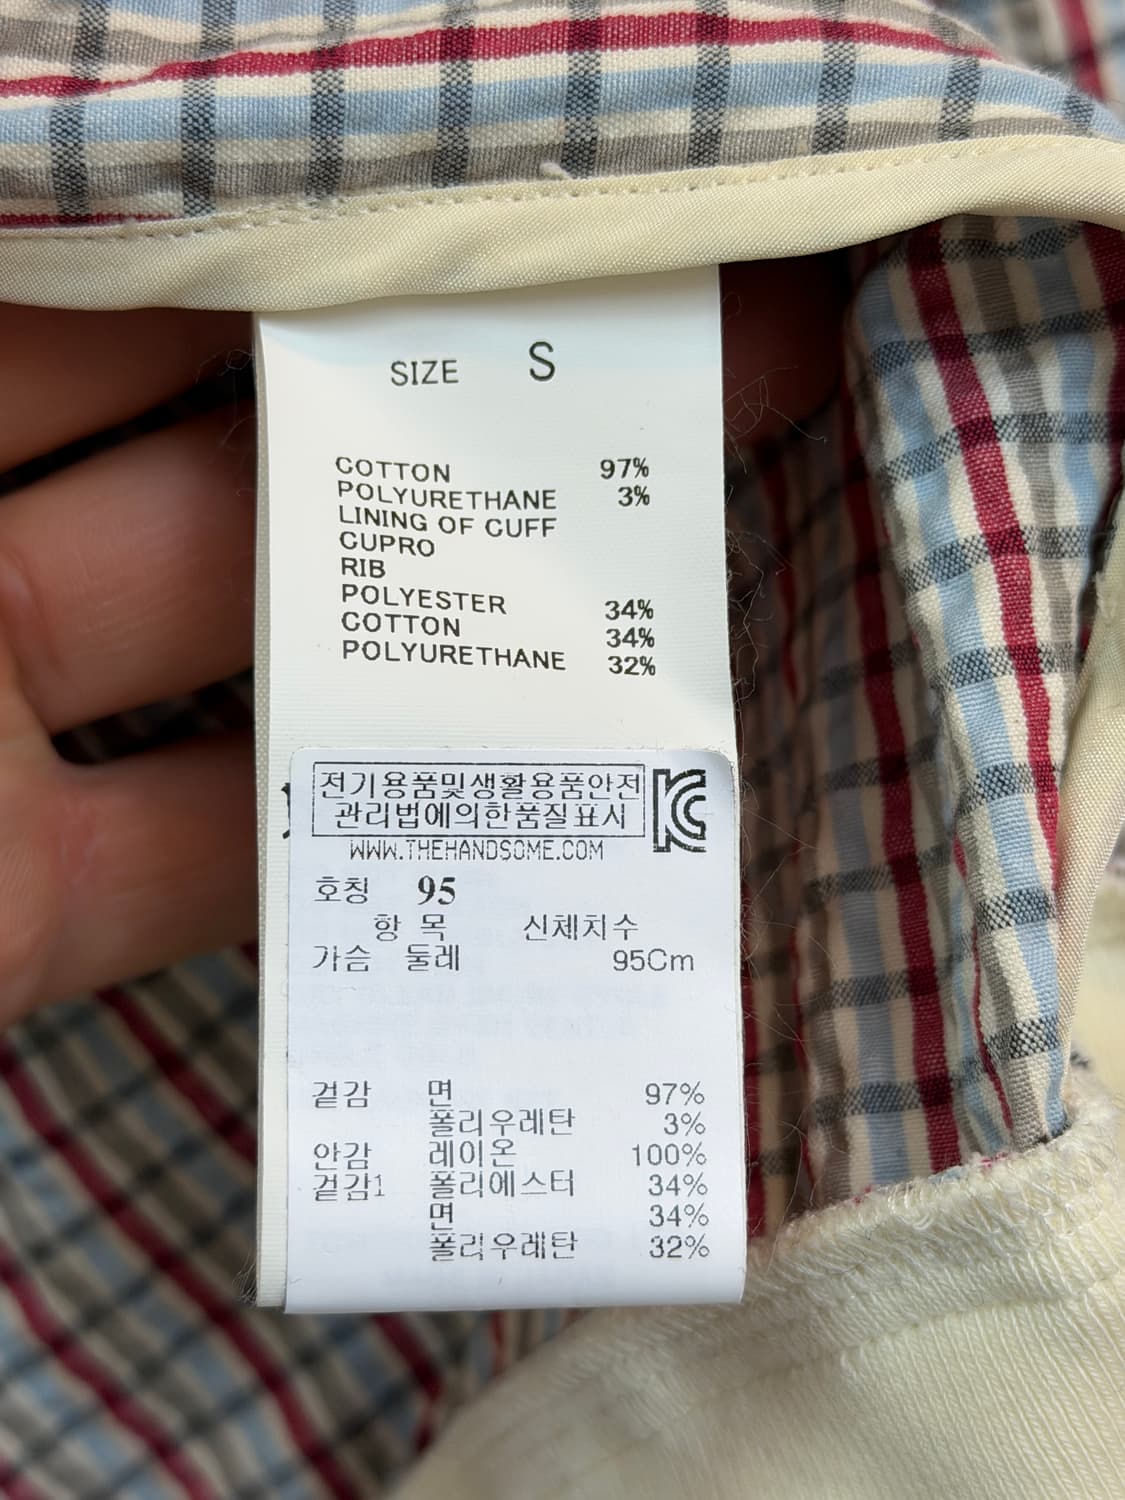 SIZE S
COTTON 97%
POLYURETHANE 3%
LINING OF CUFF
CUPRO
RIB
POLYESTER 34%
COTTON 34%
POLYURETHANE 32%
전기용품및생활용품안전
관리법에의한품질표시
WWW.THEHANDSOME.COM
호칭 95
항 목 신체치수
가슴 둘레 95Cm
겉감 면 97%
폴리우레탄 3%
안감 레이온 100%
겉감1 폴리에스터 34%
면 34%
폴리우레탄 32%